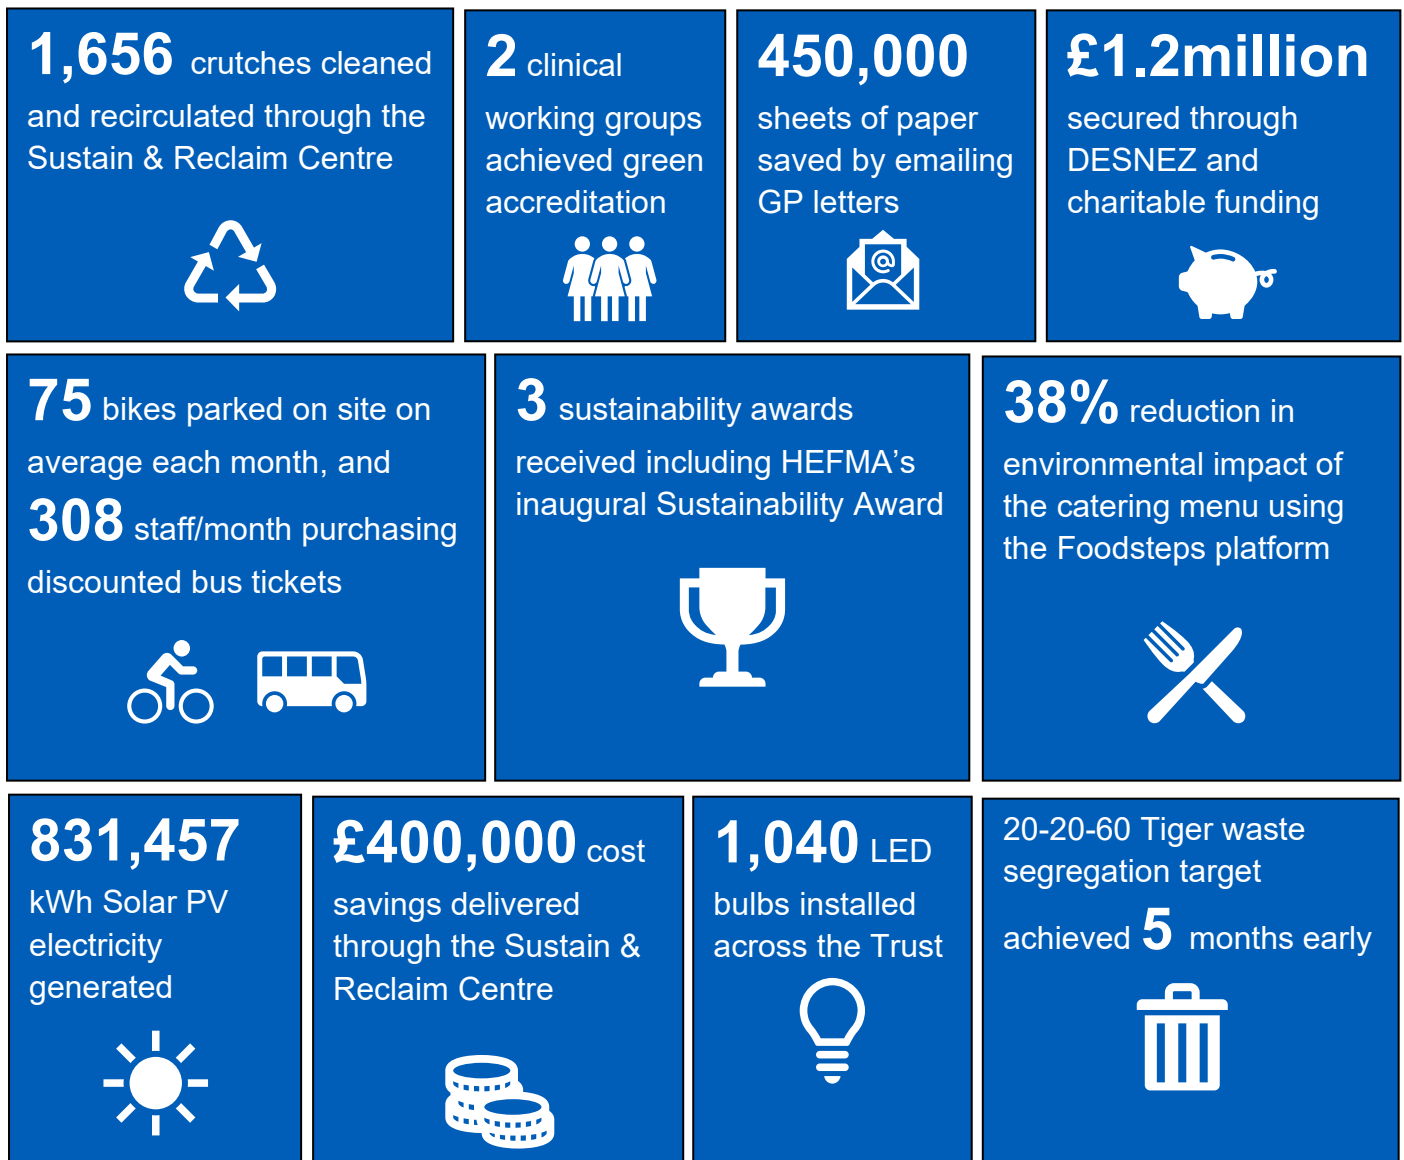 1,656 crutches cleaned
and recirculated through the
Sustain & Reclaim Centre
2 clinical
working groups
achieved green
accreditation
450,000
sheets of paper
saved by emailing
GP letters
@
£1.2million
secured through
DESNEZ and
charitable funding
75 bikes parked on site on
average each month, and
308 staff/month purchasing
discounted bus tickets
3 sustainability awards
received including HEFMA’s
inaugural Sustainability Award
38% reduction in
environmental impact of
the catering menu using
the Foodsteps platform
831,457
kWh Solar PV
electricity
generated
£400,000 cost
savings delivered
through the Sustain &
Reclaim Centre
1,040 LED
bulbs installed
across the Trust
20-20-60 Tiger waste
segregation target
achieved 5 months early